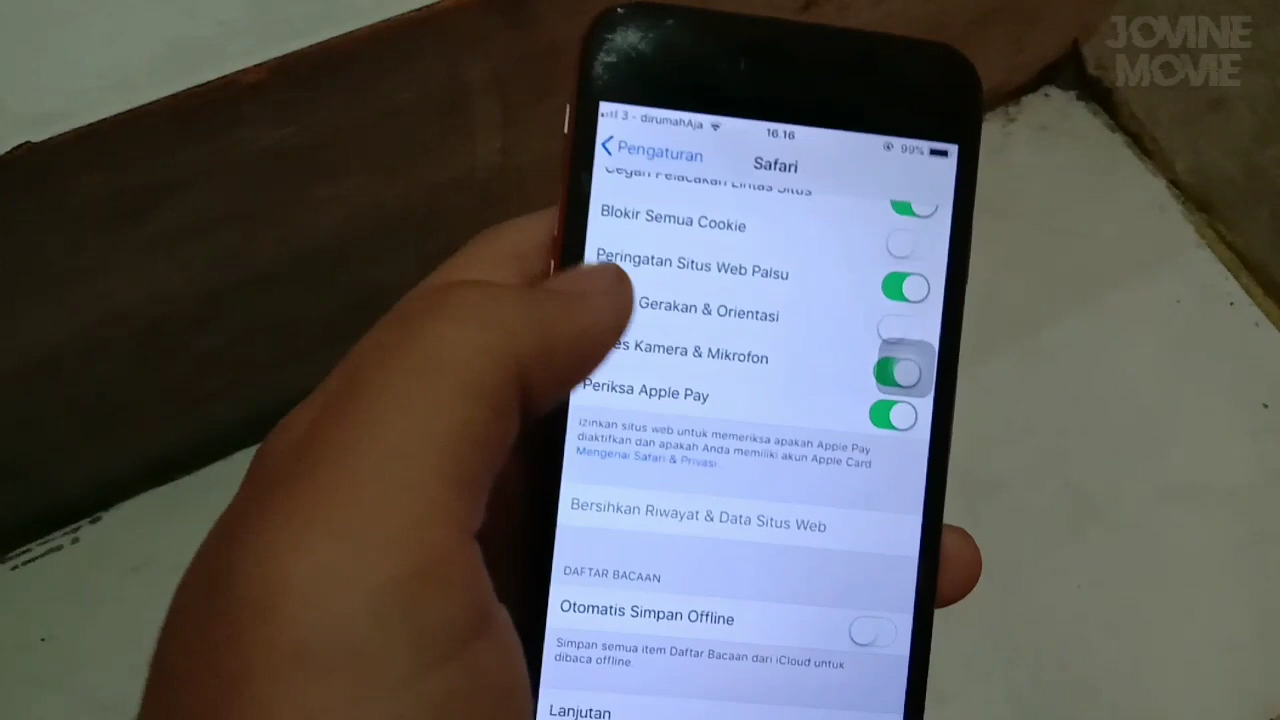 JOVINE
MOVIE
3 - dirumahAja
16.16
99%
Pengaturan
Safari
Cegah Pelacakan Lintas Situs
Blokir Semua Cookie
Peringatan Situs Web Palsu
Gerakan & Orientasi
es Kamera & Mikrofon
Periksa Apple Pay
Izinkan situs web untuk memeriksa apakah Apple Pay
diaktifkan dan apakah Anda memiliki akun Apple Card
Mengenai Safari & Privasi...
Bersihkan Riwayat & Data Situs Web
DAFTAR BACAAN
Otomatis Simpan Offline
Simpan semua item Daftar Bacaan dari iCloud untuk
dibaca offline.
Lanjutan